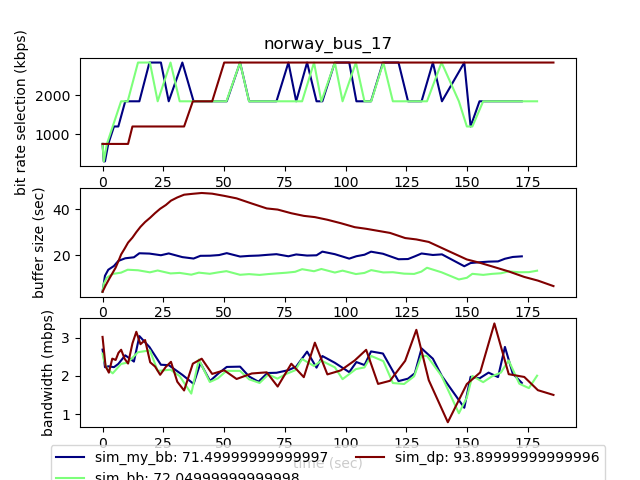 norway_bus_17
bit rate selection (kbps)
2000
1000
0 25 50 75 100 125 150 175
buffer size (sec)
40
20
0 25 50 75 100 125 150 175
bandwidth (mbps)
3
2
1
0 25 50 75 100 125 150 175
time (sec)
sim_my_bb: 71.49999999999997
sim_dp: 93.89999999999996
sim_bb: 72.04999999999998